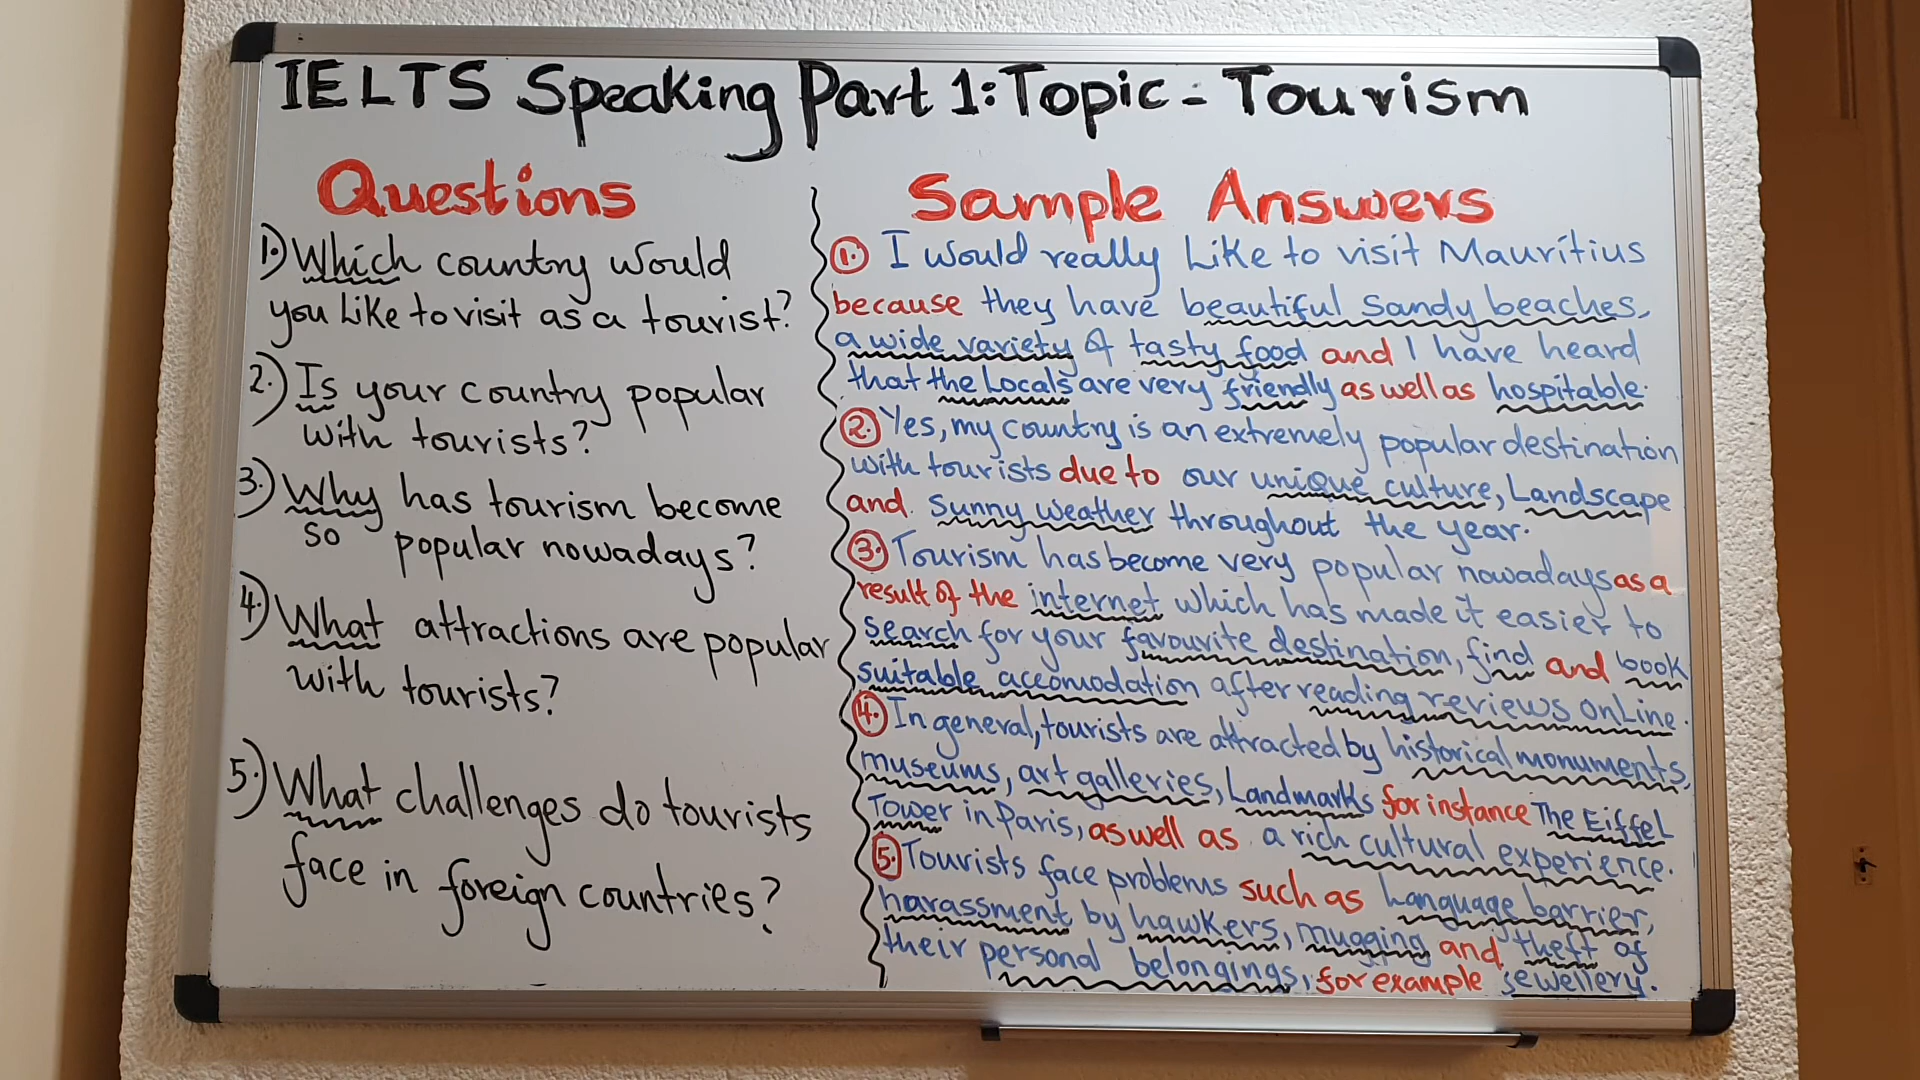 IELTS Speaking Part 1: Topic - Tourism
Questions
1.) Which country would
you like to visit as a tourist?
2.) Is your country popular
with tourists?
3.) Why has tourism become
so popular nowadays?
4.) What attractions are popular
with tourists?
5.) What challenges do tourists
face in foreign countries?
Sample Answers
1. I would really like to visit Mauritius
because they have beautiful sandy beaches,
a wide variety of tasty food and I have heard
that the locals are very friendly as well as hospitable.
2. Yes, my country is an extremely popular destination
with tourists due to our unique culture, Landscape
and sunny weather throughout the year.
3. Tourism has become very popular nowadays as a
result of the internet which has made it easier to
search for your favourite destination, find and book
suitable accomodation after reading reviews online.
4. In general, tourists are attracted by historical monuments,
museums, art galleries, Landmarks for instance The Eiffel
Tower in Paris, as well as a rich cultural experience.
5. Tourists face problems such as Language barrier,
harassment by hawkers, mugging and theft of
their personal belongings, for example jewellery.